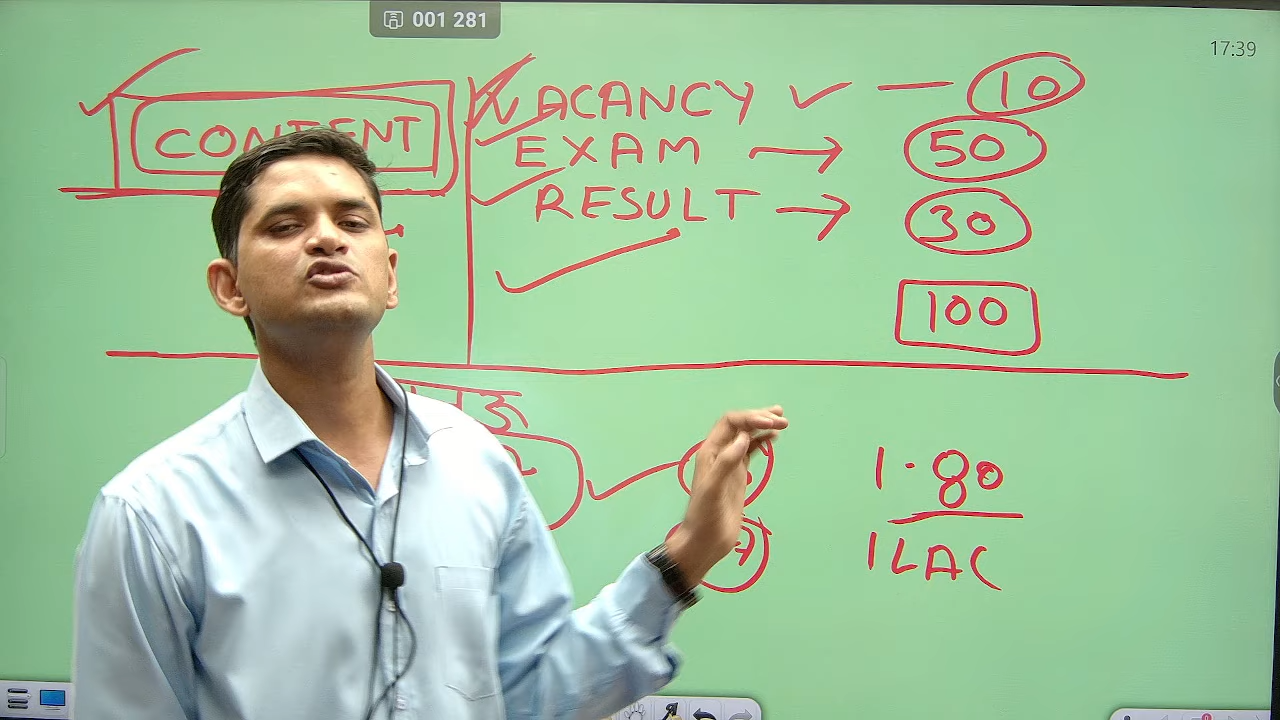 001 281
17:39
CONTENT
VACANCY — 10
EXAM → 50
RESULT → 30
100
1.80
1 LAC